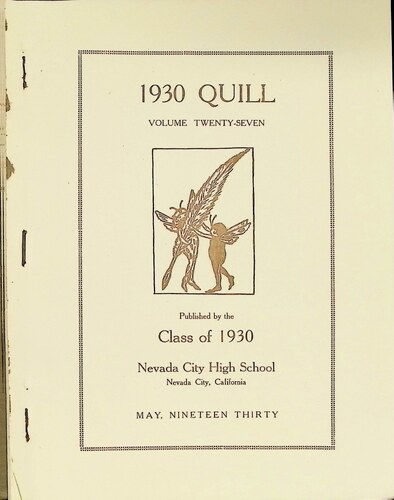 1930 QUILL
VOLUME TWENTY-SEVEN
Published by the
Class of 1930
Nevada City High School
Nevada City, California
MAY, NINETEEN THIRTY